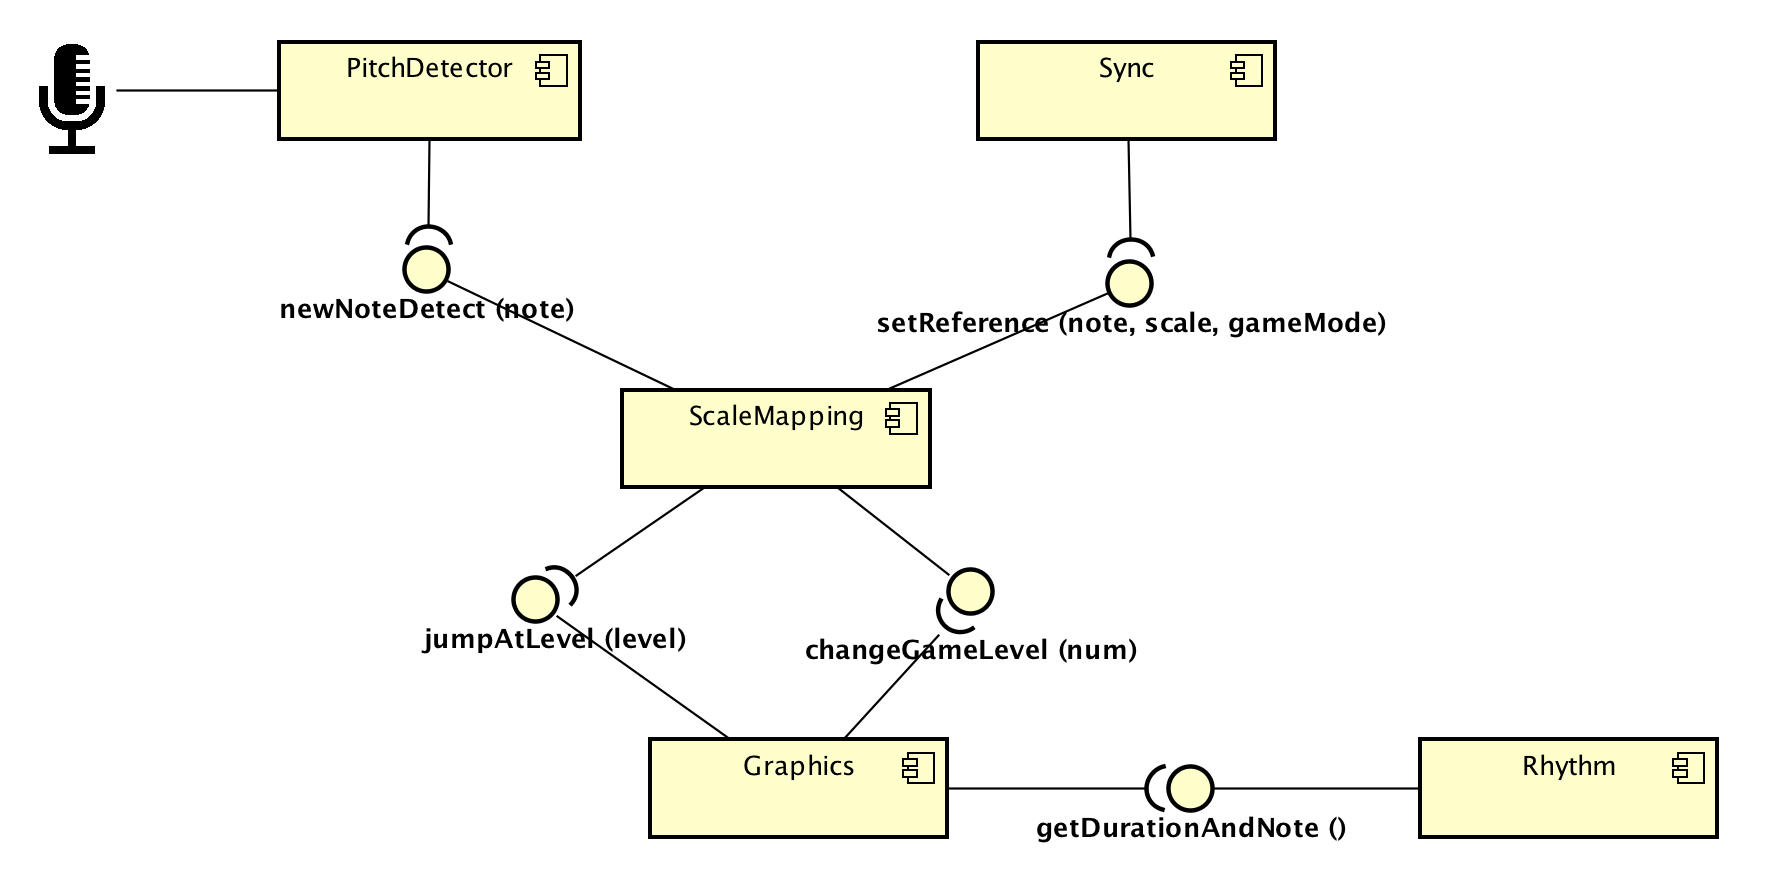 PitchDetector
Sync
newNoteDetect (note)
setReference (note, scale, gameMode)
ScaleMapping
jumpAtLevel (level)
changeGameLevel (num)
Graphics
Rhythm
getDurationAndNote ()